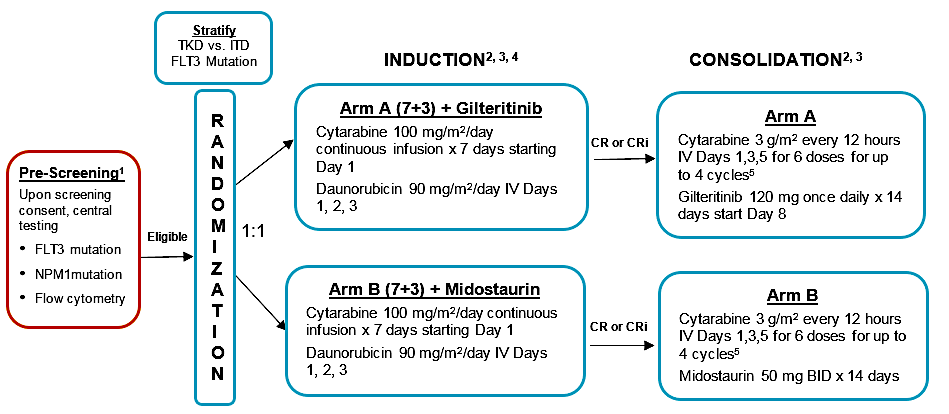 Stratify
TKD vs. ITD
FLT3 Mutation
INDUCTION2, 3, 4
CONSOLIDATION2, 3
Pre-Screening1
Upon screening
consent, central
testing
• FLT3 mutation
• NPM1mutation
• Flow cytometry
Eligible
RANDOMIZATION
1:1
Arm A (7+3) + Gilteritinib
Cytarabine 100 mg/m2/day
continuous infusion x 7 days starting
Day 1
Daunorubicin 90 mg/m2/day IV Days
1, 2, 3
CR or CRi
Arm A
Cytarabine 3 g/m2 every 12 hours
IV Days 1,3,5 for 6 doses for up
to 4 cycles5
Gilteritinib 120 mg once daily x 14
days start Day 8
Arm B (7+3) + Midostaurin
Cytarabine 100 mg/m2/day continuous
infusion x 7 days starting Day 1
Daunorubicin 90 mg/m2/day IV Days
1, 2, 3
CR or CRi
Arm B
Cytarabine 3 g/m2 every 12 hours
IV Days 1,3,5 for 6 doses for up to
4 cycles5
Midostaurin 50 mg BID x 14 days